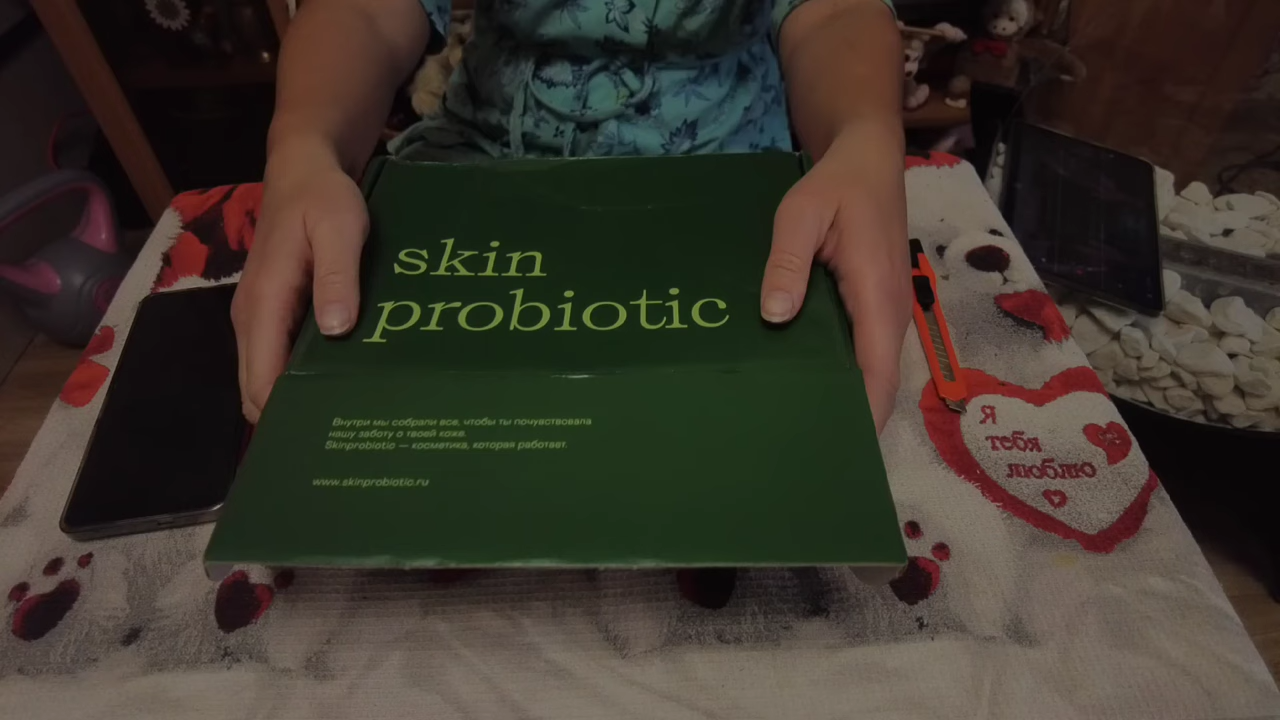 skin
probiotic
Внутри мы собрали все, чтобы ты почувствовала
нашу заботу о твоей коже.
Skinprobiotic — косметика, которая работает.
www.skinprobiotic.ru
Я
тебя
люблю